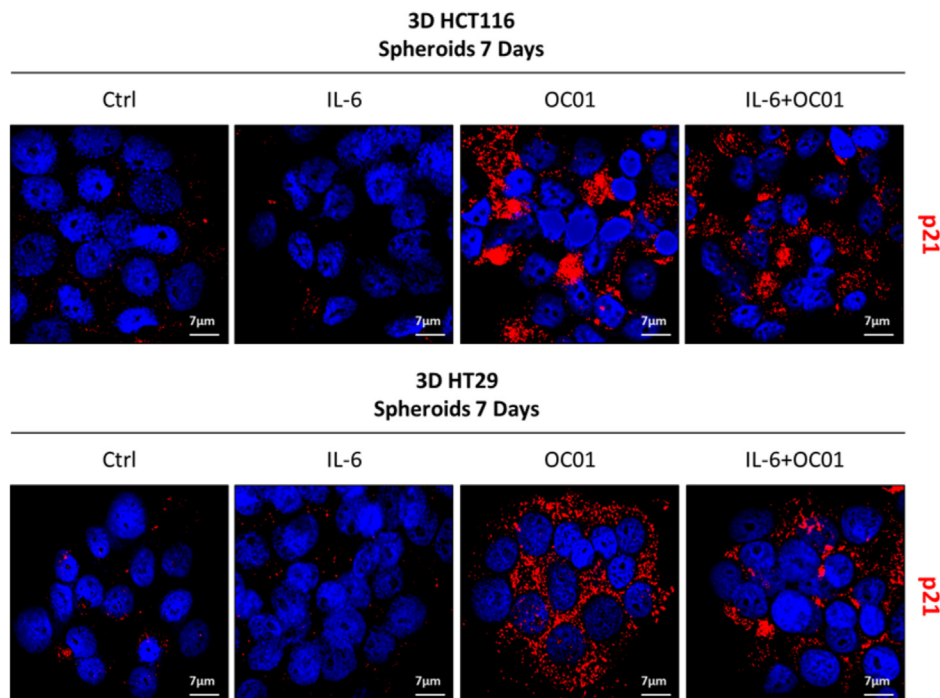 3D HCT116
Spheroids 7 Days
Ctrl IL-6 OC01 IL-6+OC01
p21
7µm 7µm 7µm 7µm
3D HT29
Spheroids 7 Days
Ctrl IL-6 OC01 IL-6+OC01
p21
7µm 7µm 7µm 7µm